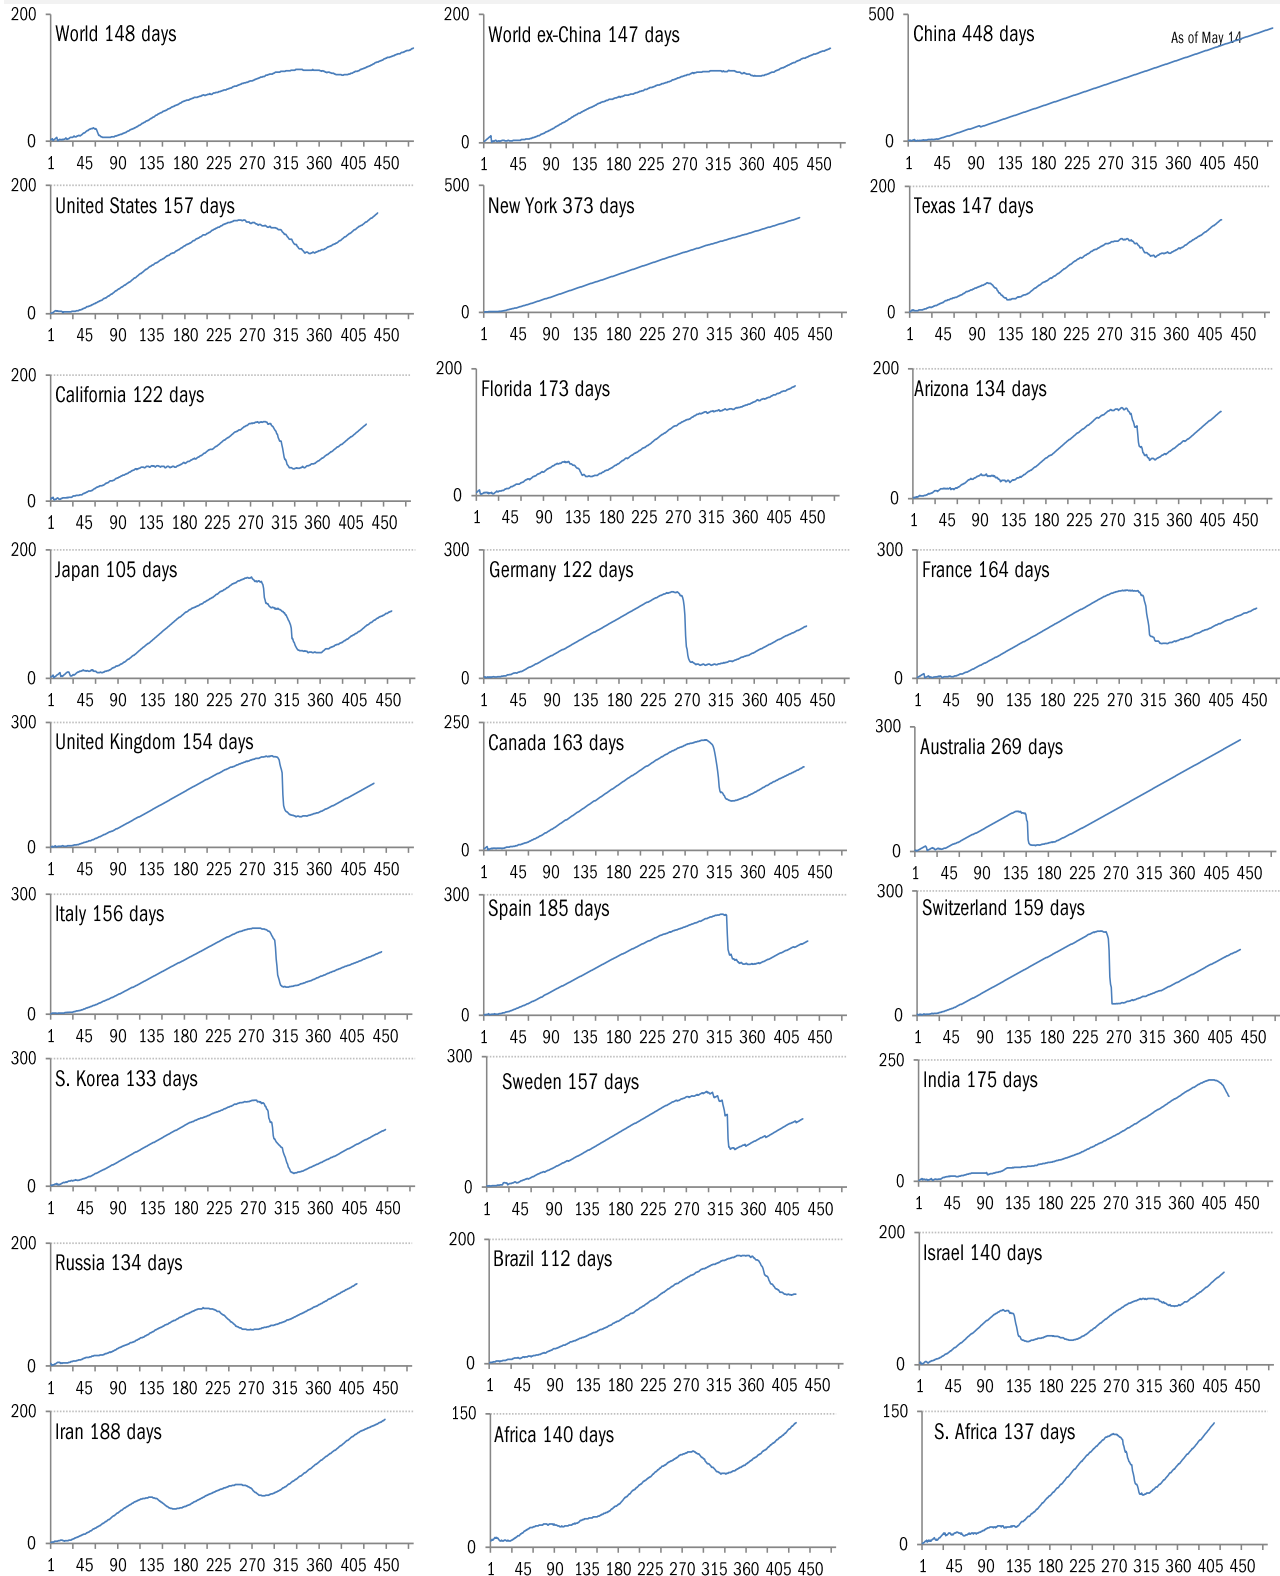 200
World 148 days
0
1 45 90 135 180 225 270 315 360 405 450
200
World ex-China 147 days
0
1 45 90 135 180 225 270 315 360 405 450
500
China 448 days
As of May 14
0
1 45 90 135 180 225 270 315 360 405 450
200
United States 157 days
0
1 45 90 135 180 225 270 315 360 405 450
500
New York 373 days
0
1 45 90 135 180 225 270 315 360 405 450
200
Texas 147 days
0
1 45 90 135 180 225 270 315 360 405 450
200
California 122 days
0
1 45 90 135 180 225 270 315 360 405 450
200
Florida 173 days
0
1 45 90 135 180 225 270 315 360 405 450
200
Arizona 134 days
0
1 45 90 135 180 225 270 315 360 405 450
200
Japan 105 days
0
1 45 90 135 180 225 270 315 360 405 450
300
Germany 122 days
0
1 45 90 135 180 225 270 315 360 405 450
300
France 164 days
0
1 45 90 135 180 225 270 315 360 405 450
300
United Kingdom 154 days
0
1 45 90 135 180 225 270 315 360 405 450
250
Canada 163 days
0
1 45 90 135 180 225 270 315 360 405 450
300
Australia 269 days
0
1 45 90 135 180 225 270 315 360 405 450
300
Italy 156 days
0
1 45 90 135 180 225 270 315 360 405 450
300
Spain 185 days
0
1 45 90 135 180 225 270 315 360 405 450
300
Switzerland 159 days
0
1 45 90 135 180 225 270 315 360 405 450
300
S. Korea 133 days
0
1 45 90 135 180 225 270 315 360 405 450
300
Sweden 157 days
0
1 45 90 135 180 225 270 315 360 405 450
250
India 175 days
0
1 45 90 135 180 225 270 315 360 405 450
200
Russia 134 days
0
1 45 90 135 180 225 270 315 360 405 450
200
Brazil 112 days
0
1 45 90 135 180 225 270 315 360 405 450
200
Israel 140 days
0
1 45 90 135 180 225 270 315 360 405 450
200
Iran 188 days
0
1 45 90 135 180 225 270 315 360 405 450
150
Africa 140 days
0
1 45 90 135 180 225 270 315 360 405 450
150
S. Africa 137 days
0
1 45 90 135 180 225 270 315 360 405 450